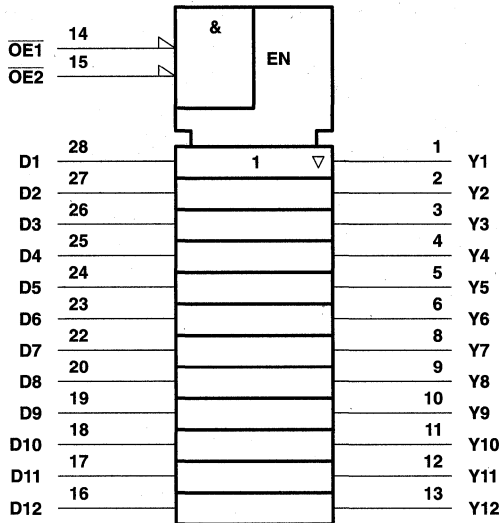 14 &
OE1
15 EN
OE2
28 1
D1 1 ▽ Y1
27 2
D2 Y2
26 3
D3 Y3
25 4
D4 Y4
24 5
D5 Y5
23 6
D6 Y6
22 8
D7 Y7
20 9
D8 Y8
19 10
D9 Y9
18 11
D10 Y10
17 12
D11 Y11
16 13
D12 Y12